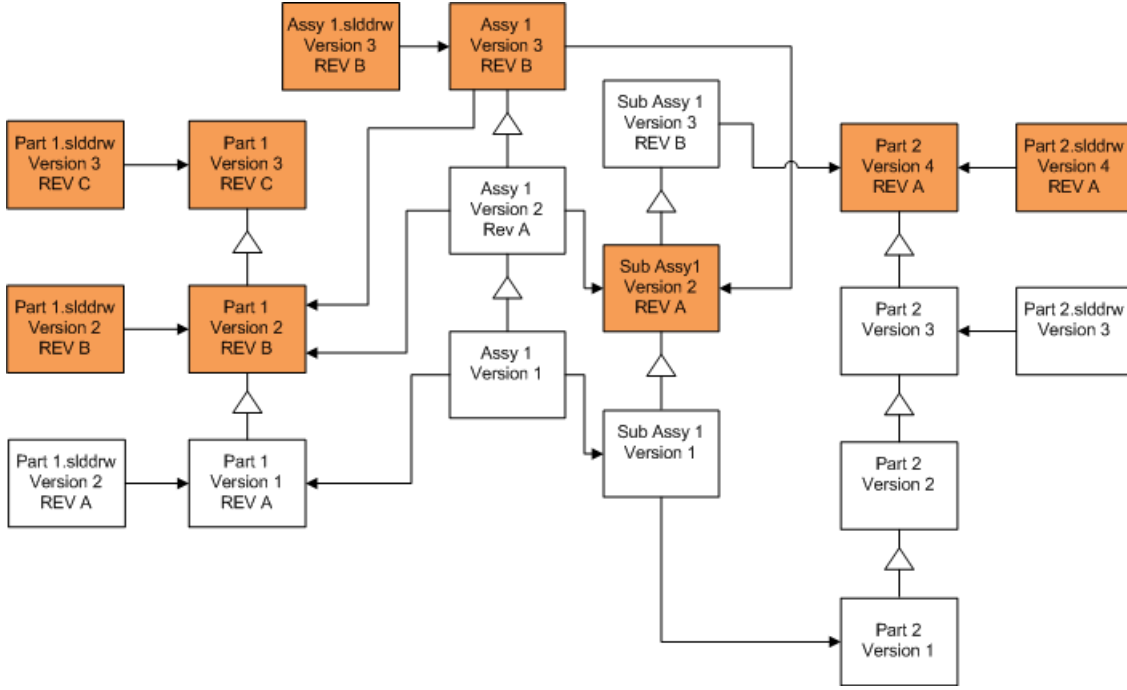 Assy 1.slddrw
Version 3
REV B
Assy 1
Version 3
REV B
Sub Assy 1
Version 3
REV B
Part 1.slddrw
Version 3
REV C
Part 1
Version 3
REV C
Part 2
Version 4
REV A
Part 2.slddrw
Version 4
REV A
Assy 1
Version 2
Rev A
Sub Assy1
Version 2
REV A
Part 1.slddrw
Version 2
REV B
Part 1
Version 2
REV B
Part 2
Version 3
Part 2.slddrw
Version 3
Assy 1
Version 1
Sub Assy 1
Version 1
Part 1.slddrw
Version 2
REV A
Part 1
Version 1
REV A
Part 2
Version 2
Part 2
Version 1